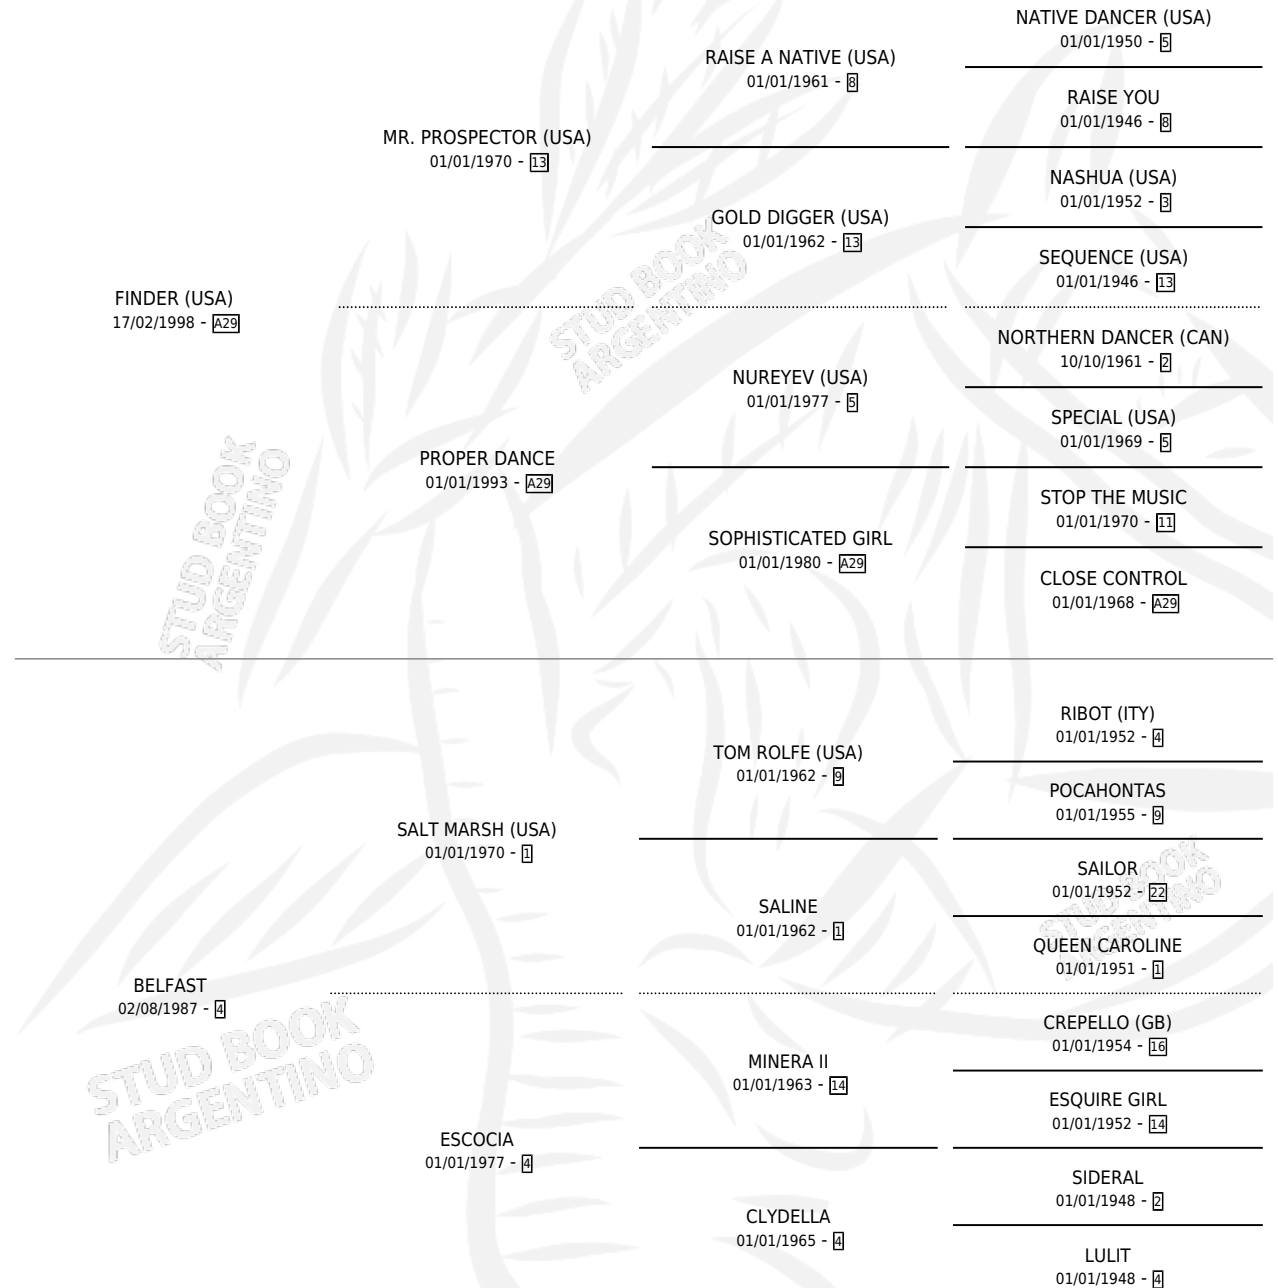 NATIVE DANCER (USA)
01/01/1950 - 5
RAISE A NATIVE (USA)
01/01/1961 - 8
RAISE YOU
01/01/1946 - 8
MR. PROSPECTOR (USA)
01/01/1970 - 13
NASHUA (USA)
01/01/1952 - 3
GOLD DIGGER (USA)
01/01/1962 - 13
SEQUENCE (USA)
01/01/1946 - 13
FINDER (USA)
17/02/1998 - A29
NORTHERN DANCER (CAN)
10/10/1961 - 2
NUREYEV (USA)
01/01/1977 - 5
SPECIAL (USA)
01/01/1969 - 5
PROPER DANCE
01/01/1993 - A29
STOP THE MUSIC
01/01/1970 - 11
SOPHISTICATED GIRL
01/01/1980 - A29
CLOSE CONTROL
01/01/1968 - A29
RIBOT (ITY)
01/01/1952 - 4
TOM ROLFE (USA)
01/01/1962 - 9
POCAHONTAS
01/01/1955 - 9
SALT MARSH (USA)
01/01/1970 - 1
SAILOR
01/01/1952 - 22
SALINE
01/01/1962 - 1
QUEEN CAROLINE
01/01/1951 - 1
BELFAST
02/08/1987 - 4
CREPELLO (GB)
01/01/1954 - 16
MINERA II
01/01/1963 - 14
ESQUIRE GIRL
01/01/1952 - 14
ESCOCIA
01/01/1977 - 4
SIDERAL
01/01/1948 - 2
CLYDELLA
01/01/1965 - 4
LULIT
01/01/1948 - 4
STUD BOOK
ARGENTINO
STUD BOOK
ARGENTINO
STUD BOOK
ARGENTINO
STUD BOOK
ARGENTINO